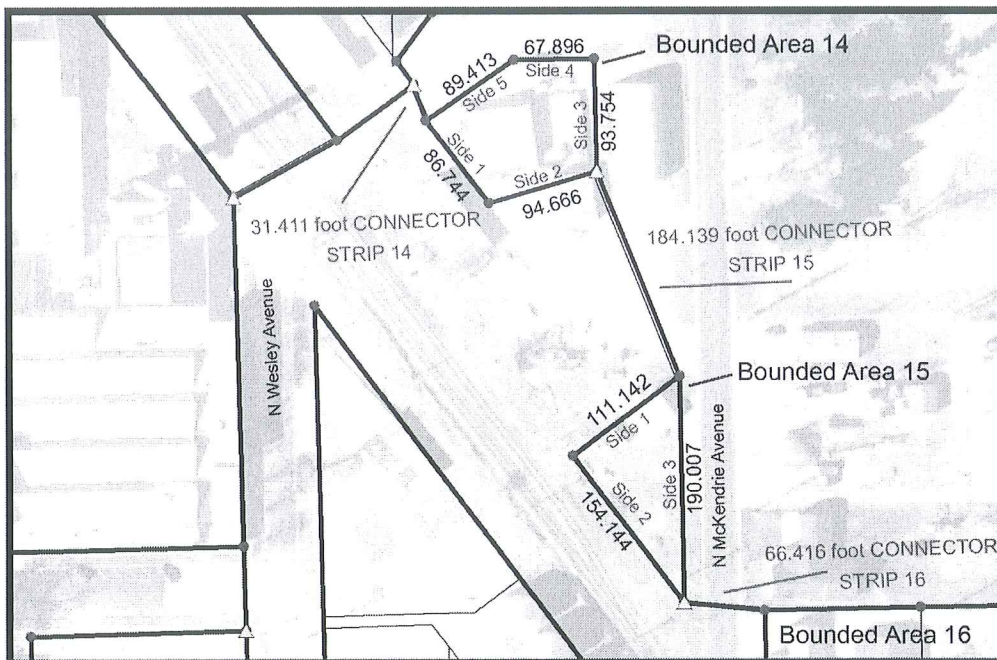 Bounded Area 14
67.896
Side 4
89.413
Side 5
Side 3
93.754
Side 1
86.744
Side 2
94.666
31.411 foot CONNECTOR
STRIP 14
184.139 foot CONNECTOR
STRIP 15
N Wesley Avenue
Bounded Area 15
111.142
Side 1
Side 2
154.144
Side 3
190.007
N McKendrie Avenue
66.416 foot CONNECTOR
STRIP 16
Bounded Area 16